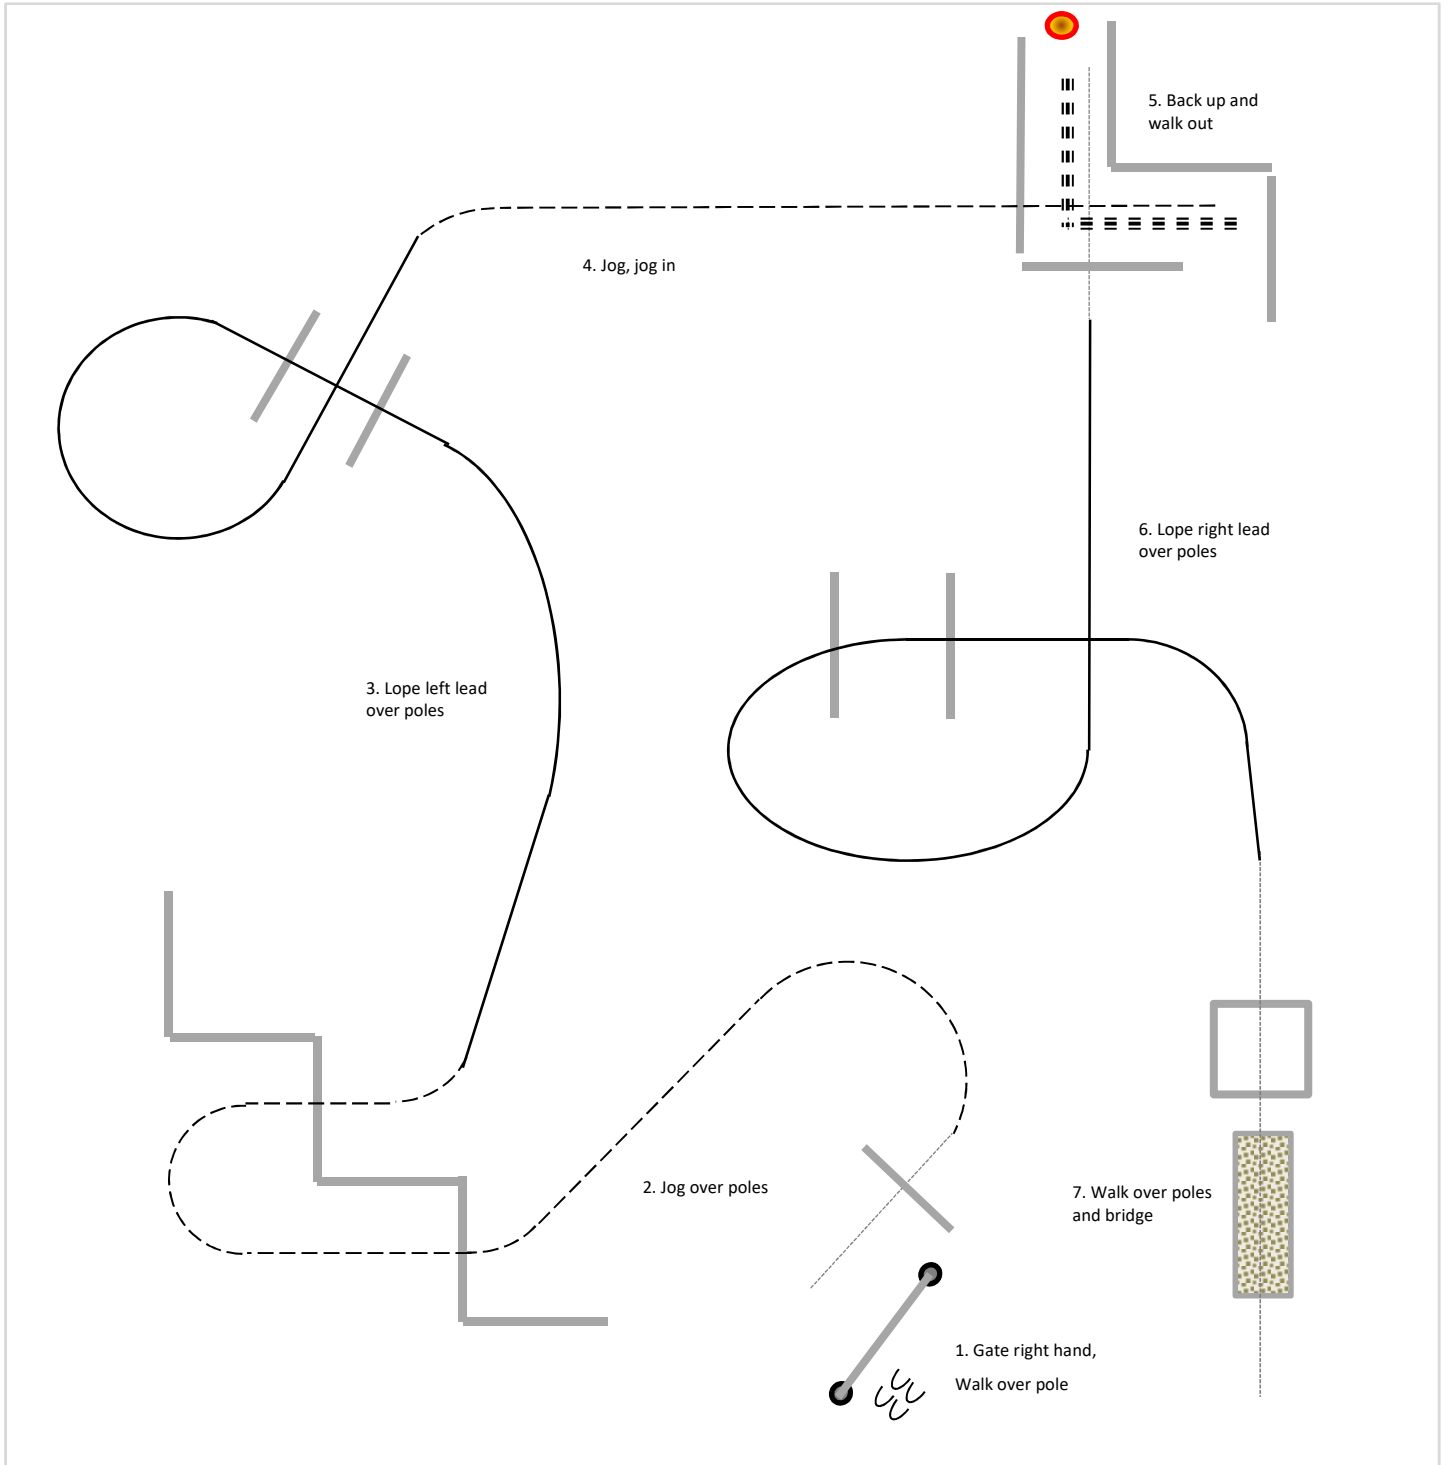 5. Back up and
walk out
4. Jog, jog in
6. Lope right lead
over poles
3. Lope left lead
over poles
2. Jog over poles
7. Walk over poles
and bridge
1. Gate right hand,
Walk over pole